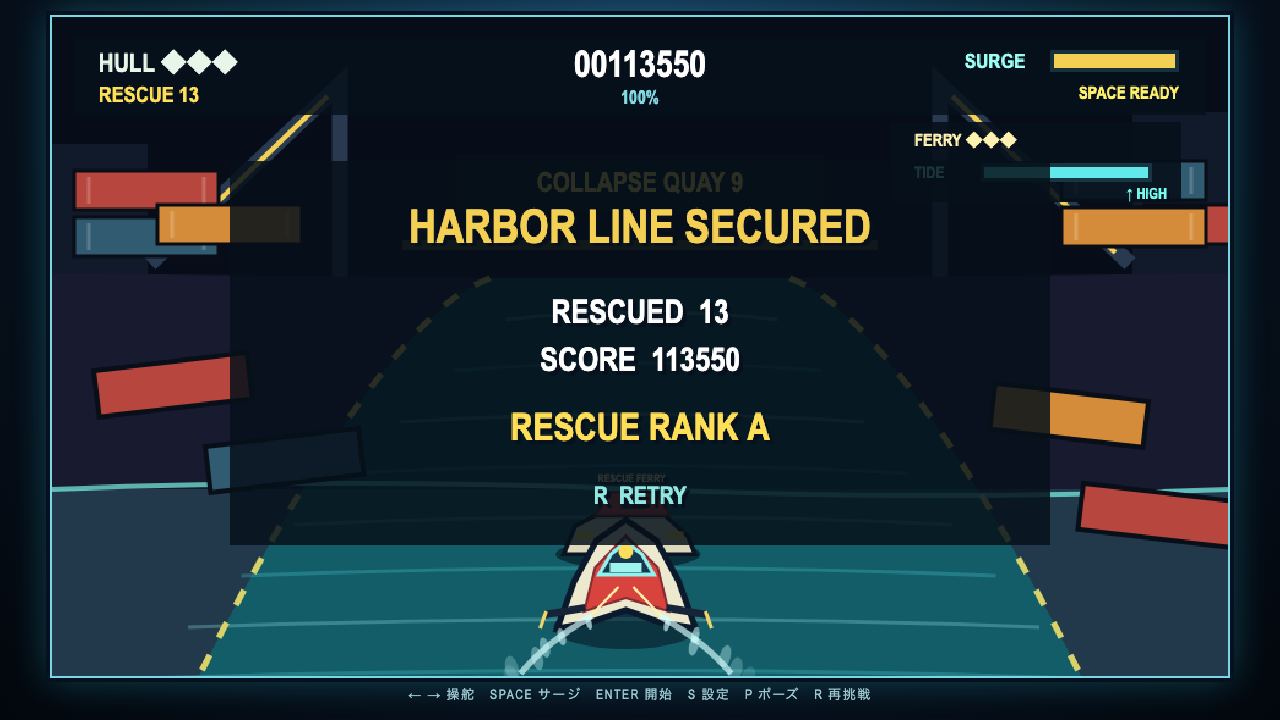 HULL ◆◆◆
RESCUE 13
00113550
100%
SURGE
SPACE READY
FERRY ◆◆◆
TIDE
↑ HIGH
COLLAPSE QUAY 9
HARBOR LINE SECURED
RESCUED 13
SCORE 113550
RESCUE RANK A
RESCUE FERRY
R RETRY
← → 操舵 SPACE サージ ENTER 開始 S 設定 P ポーズ R 再挑戦